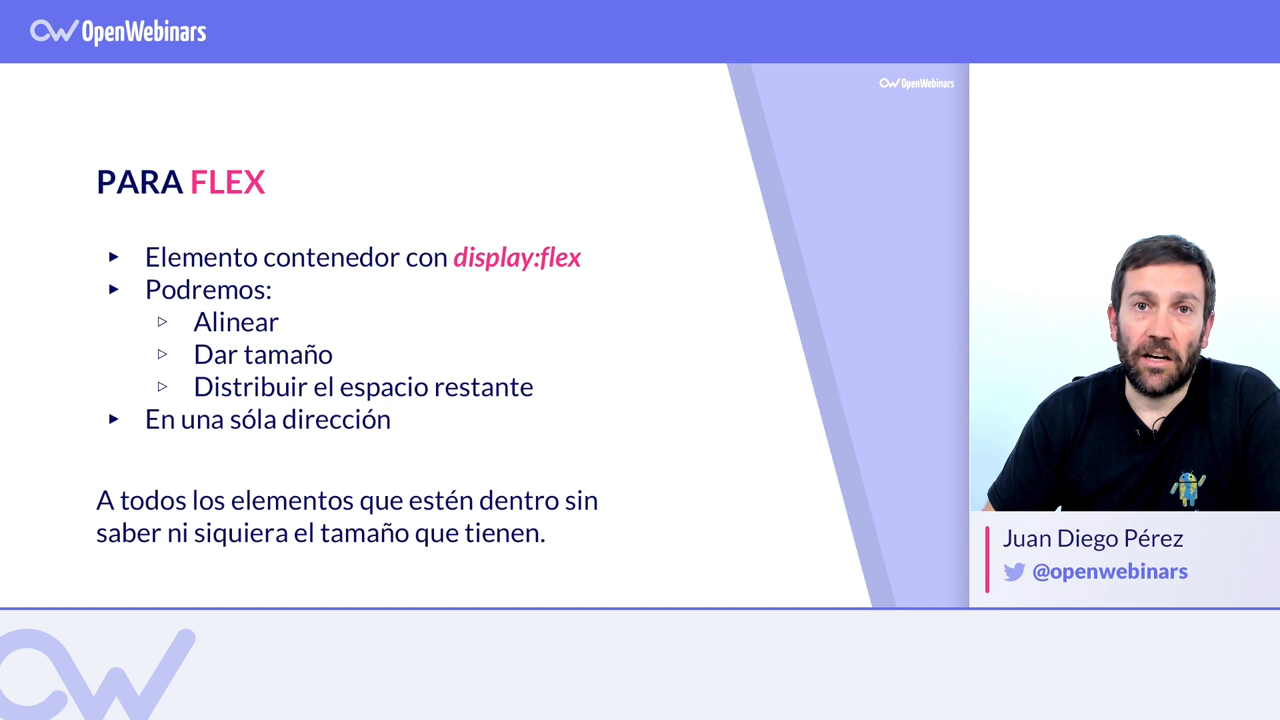 OpenWebinars
OpenWebinars
PARA FLEX
Elemento contenedor con display:flex
Podremos:
Alinear
Dar tamaño
Distribuir el espacio restante
En una sóla dirección
A todos los elementos que estén dentro sin
saber ni siquiera el tamaño que tienen.
Juan Diego Pérez
@openwebinars